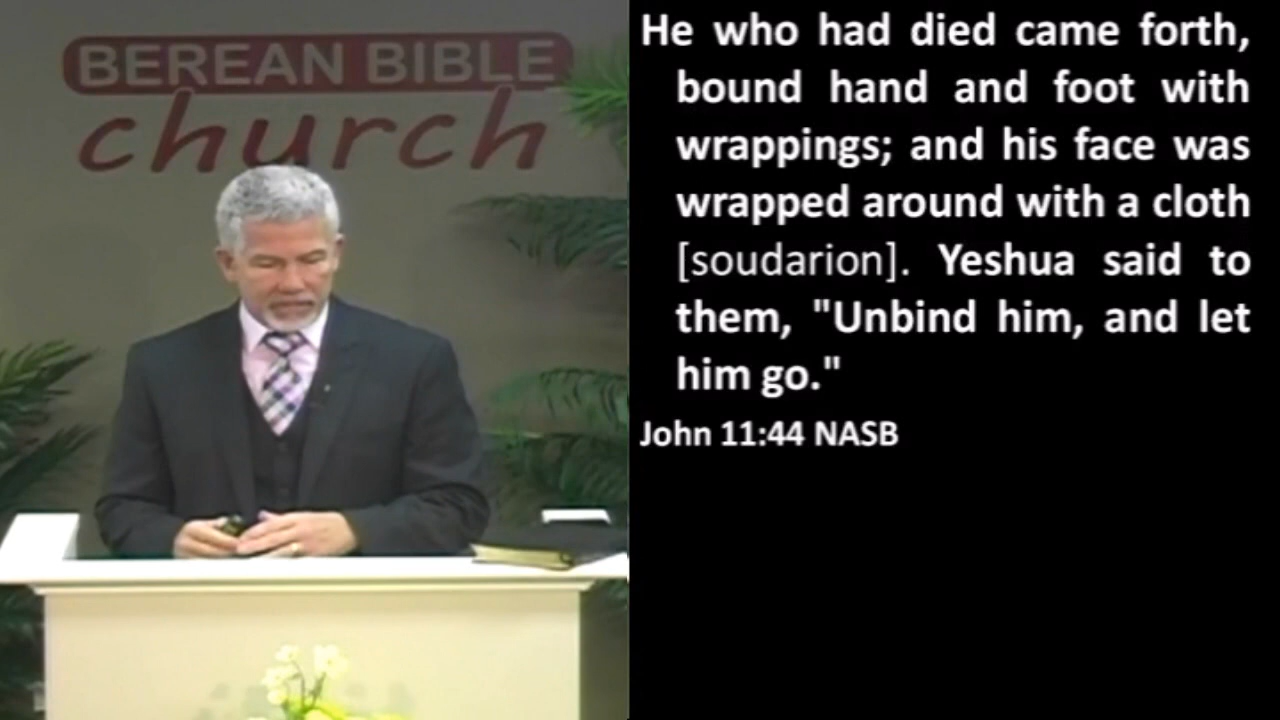 BEREAN BIBLE
church
He who had died came forth,
bound hand and foot with
wrappings; and his face was
wrapped around with a cloth
[soudarion]. Yeshua said to
them, "Unbind him, and let
him go."
John 11:44 NASB